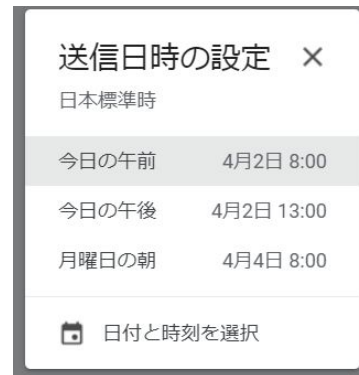 送信日時の設定
日本標準時
今日の午前 4月2日 8:00
今日の午後 4月2日 13:00
月曜日の朝 4月4日 8:00
日付と時刻を選択